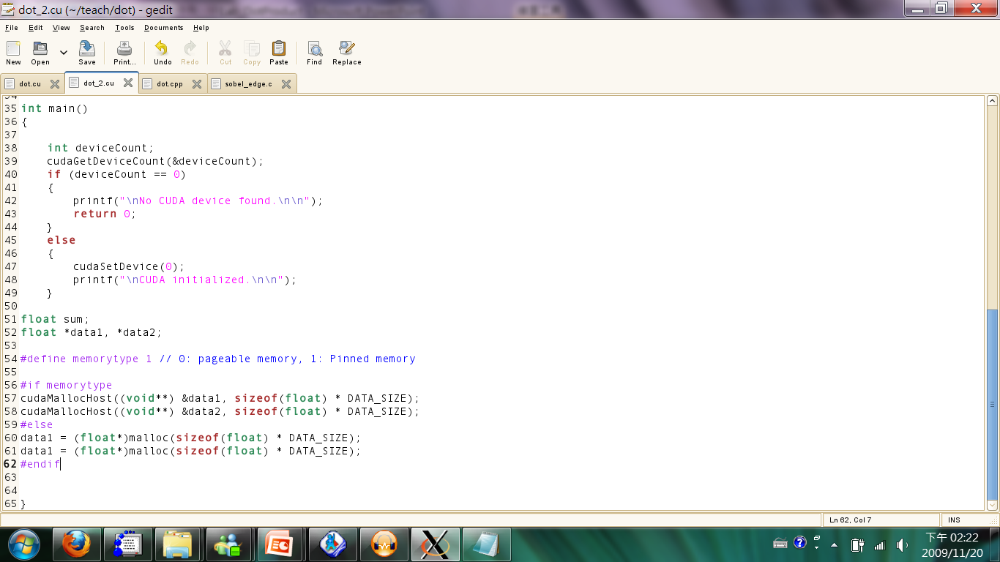 dot_2.cu (~/teach/dot) - gedit
File Edit View Search Tools Documents Help
New Open Save Print... Undo Redo Cut Copy Paste Find Replace
dot.cu dot_2.cu dot.cpp sobel_edge.c
34
35 int main()
36 {
37
38     int deviceCount;
39     cudaGetDeviceCount(&deviceCount);
40     if (deviceCount == 0)
41     {
42         printf("\nNo CUDA device found.\n\n");
43         return 0;
44     }
45     else
46     {
47         cudaSetDevice(0);
48         printf("\nCUDA initialized.\n\n");
49     }
50
51 float sum;
52 float *data1, *data2;
53
54 #define memorytype 1 // 0: pageable memory, 1: Pinned memory
55
56 #if memorytype
57 cudaMallocHost((void**) &data1, sizeof(float) * DATA_SIZE);
58 cudaMallocHost((void**) &data2, sizeof(float) * DATA_SIZE);
59 #else
60 data1 = (float*)malloc(sizeof(float) * DATA_SIZE);
61 data1 = (float*)malloc(sizeof(float) * DATA_SIZE);
62 #endif
63
64
65 }
Ln 62, Col 7 INS
下午 02:22
2009/11/20